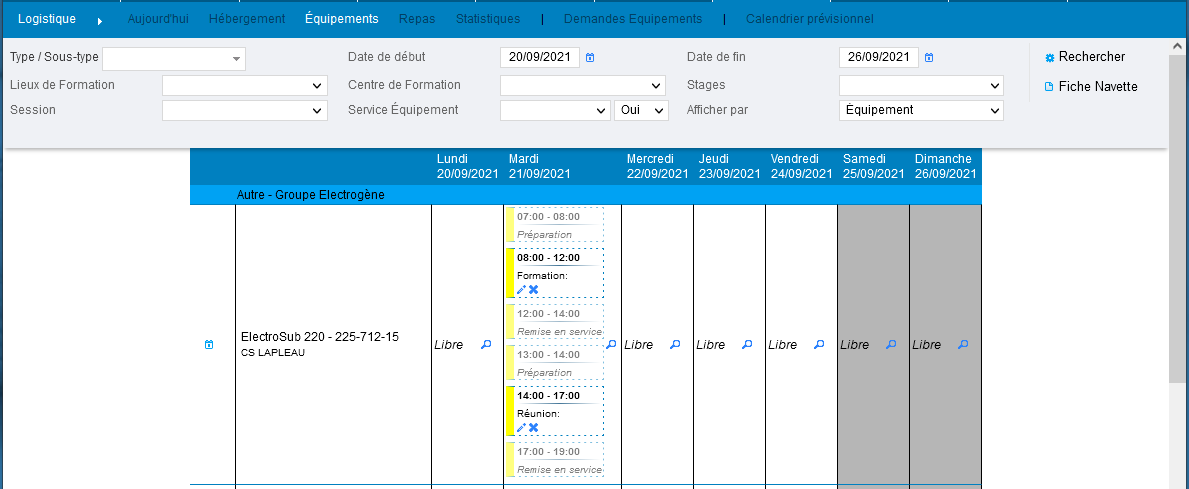 Logistique Aujourd'hui Hébergement Équipements Repas Statistiques | Demandes Equipements | Calendrier prévisionnel
Type / Sous-type Date de début 20/09/2021 Date de fin 26/09/2021 Rechercher
Lieux de Formation Centre de Formation Stages Fiche Navette
Session Service Équipement Oui Afficher par Équipement
Lundi Mardi Mercredi Jeudi Vendredi Samedi Dimanche
20/09/2021 21/09/2021 22/09/2021 23/09/2021 24/09/2021 25/09/2021 26/09/2021
Autre - Groupe Electrogène
ElectroSub 220 - 225-712-15
CS LAPLEAU
Libre
07:00 - 08:00
Préparation
08:00 - 12:00
Formation:
12:00 - 14:00
Remise en service
13:00 - 14:00
Préparation
14:00 - 17:00
Réunion:
17:00 - 19:00
Remise en service
Libre Libre Libre Libre Libre